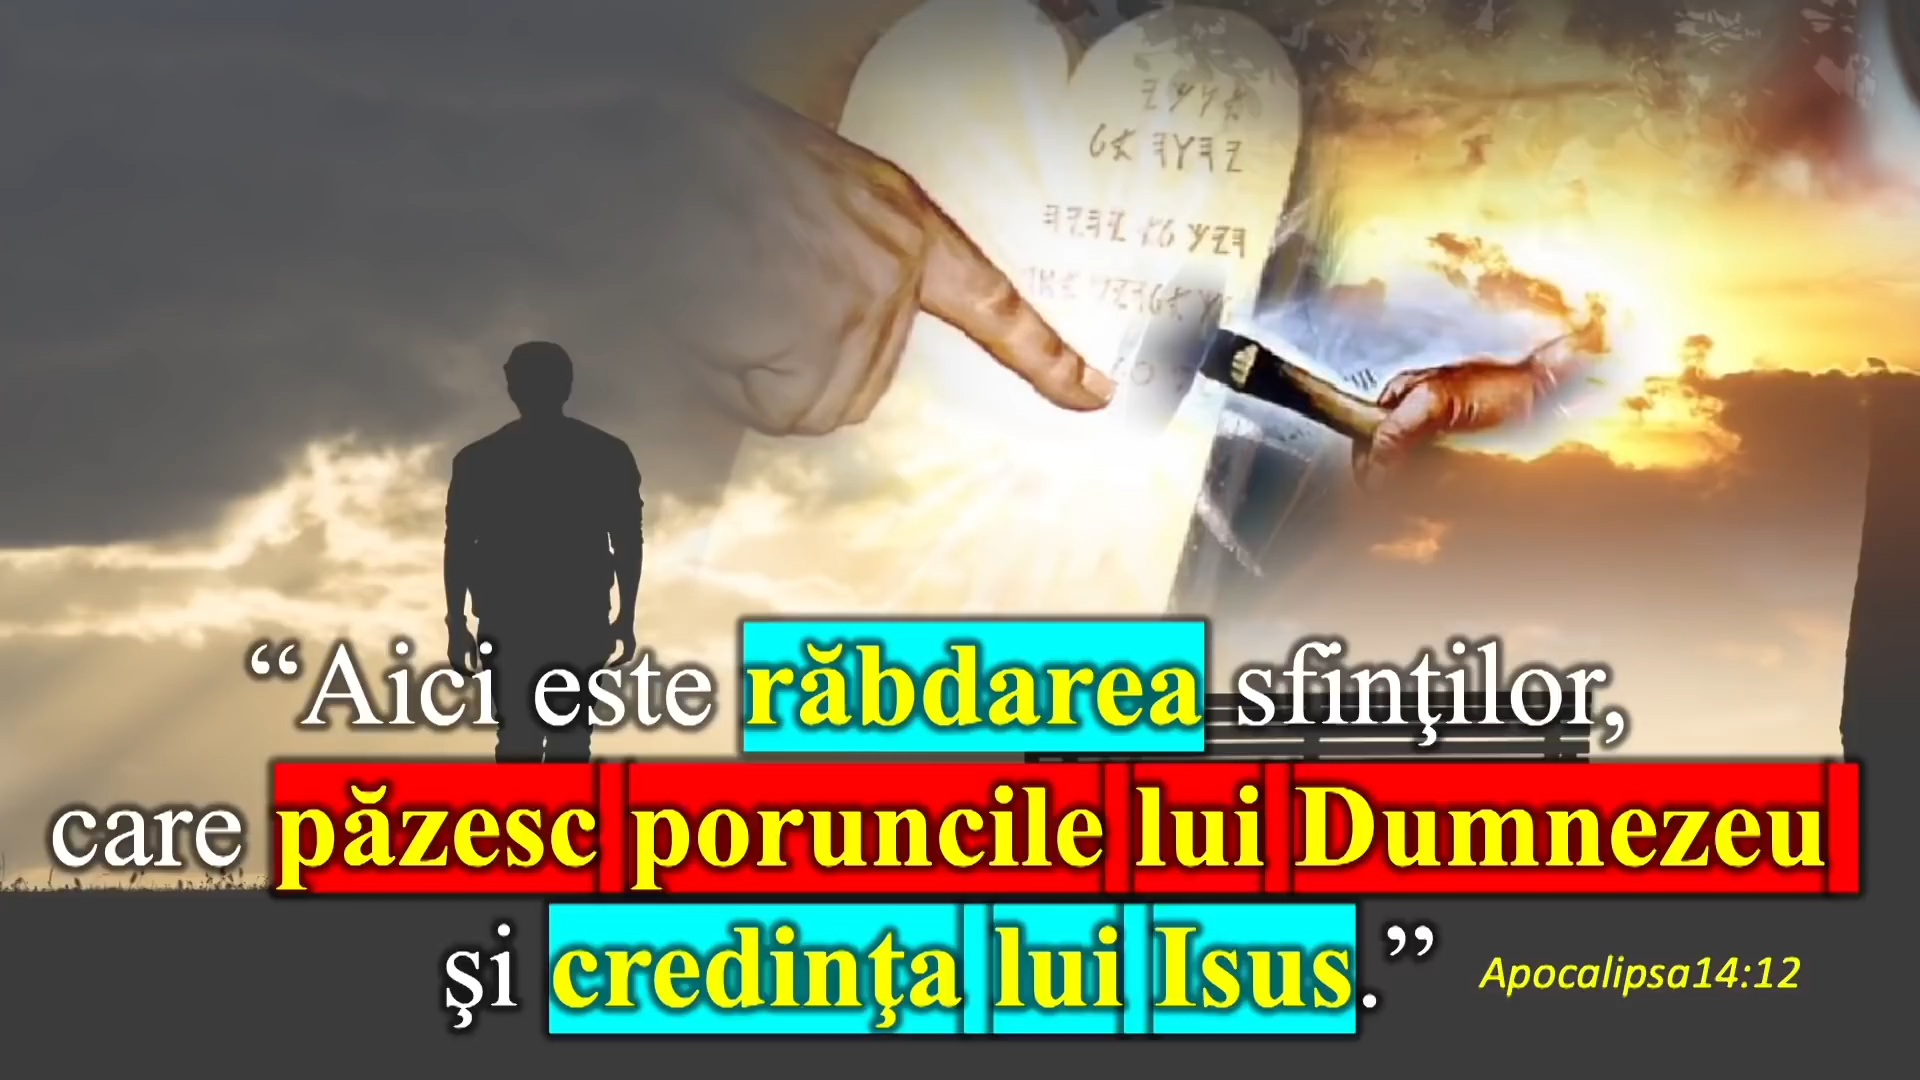 “Aici este răbdarea sfinţilor,
care păzesc poruncile lui Dumnezeu
şi credinţa lui Isus.”
Apocalipsa14:12